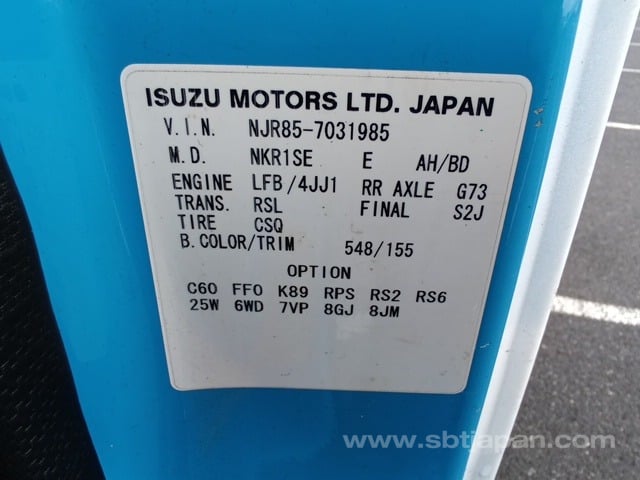 ISUZU MOTORS LTD. JAPAN
V.I.N. NJR85-7031985
M.D. NKR1SE E AH/BD
ENGINE LFB/4JJ1 RR AXLE G73
TRANS. RSL FINAL S2J
TIRE CSQ
B.COLOR/TRIM 548/155
OPTION
C60 FF0 K89 RPS RS2 RS6
25W 6WD 7VP 8GJ 8JM
www.sbtjapan.com